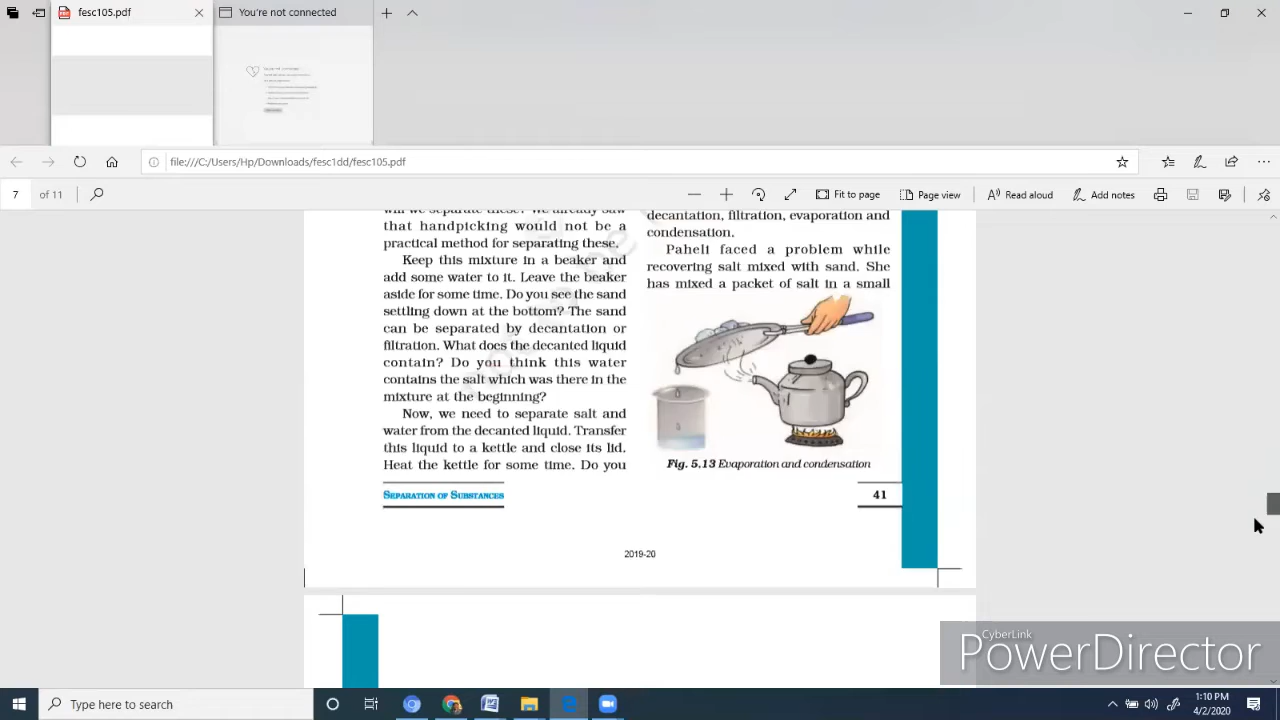 fesc105.pdf
You've g
file:///C:/Users/Hp/Downloads/fesc1dd/fesc105.pdf
7 of 11
Fit to page
Page view
Read aloud
Add notes
will we separate these? We already saw
that handpicking would not be a
practical method for separating these.
Keep this mixture in a beaker and
add some water to it. Leave the beaker
aside for some time. Do you see the sand
settling down at the bottom? The sand
can be separated by decantation or
filtration. What does the decanted liquid
contain? Do you think this water
contains the salt which was there in the
mixture at the beginning?
Now, we need to separate salt and
water from the decanted liquid. Transfer
this liquid to a kettle and close its lid.
Heat the kettle for some time. Do you
decantation, filtration, evaporation and
condensation.
Paheli faced a problem while
recovering salt mixed with sand. She
has mixed a packet of salt in a small
Fig. 5.13 Evaporation and condensation
SEPARATION OF SUBSTANCES
41
2019-20
CyberLink
PowerDirector
Type here to search
1:10 PM
4/2/2020